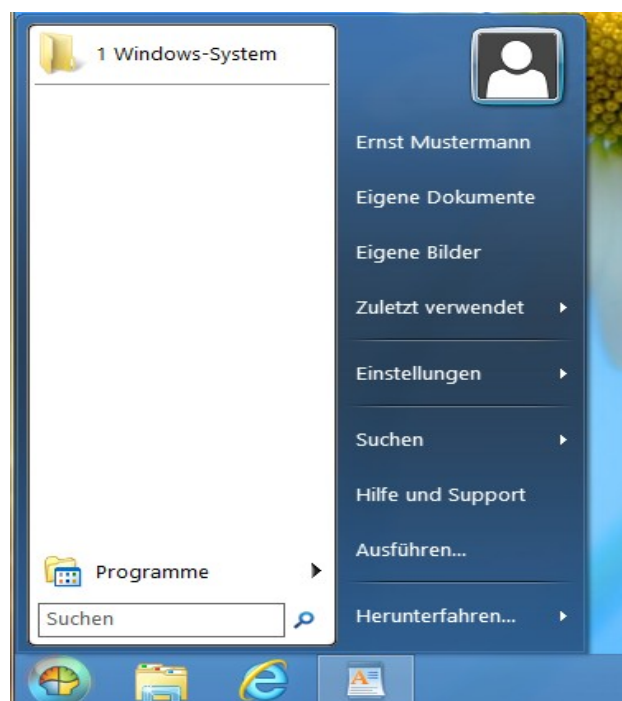 1 Windows-System
Programme
Suchen
Ernst Mustermann
Eigene Dokumente
Eigene Bilder
Zuletzt verwendet
Einstellungen
Suchen
Hilfe und Support
Ausführen...
Herunterfahren...